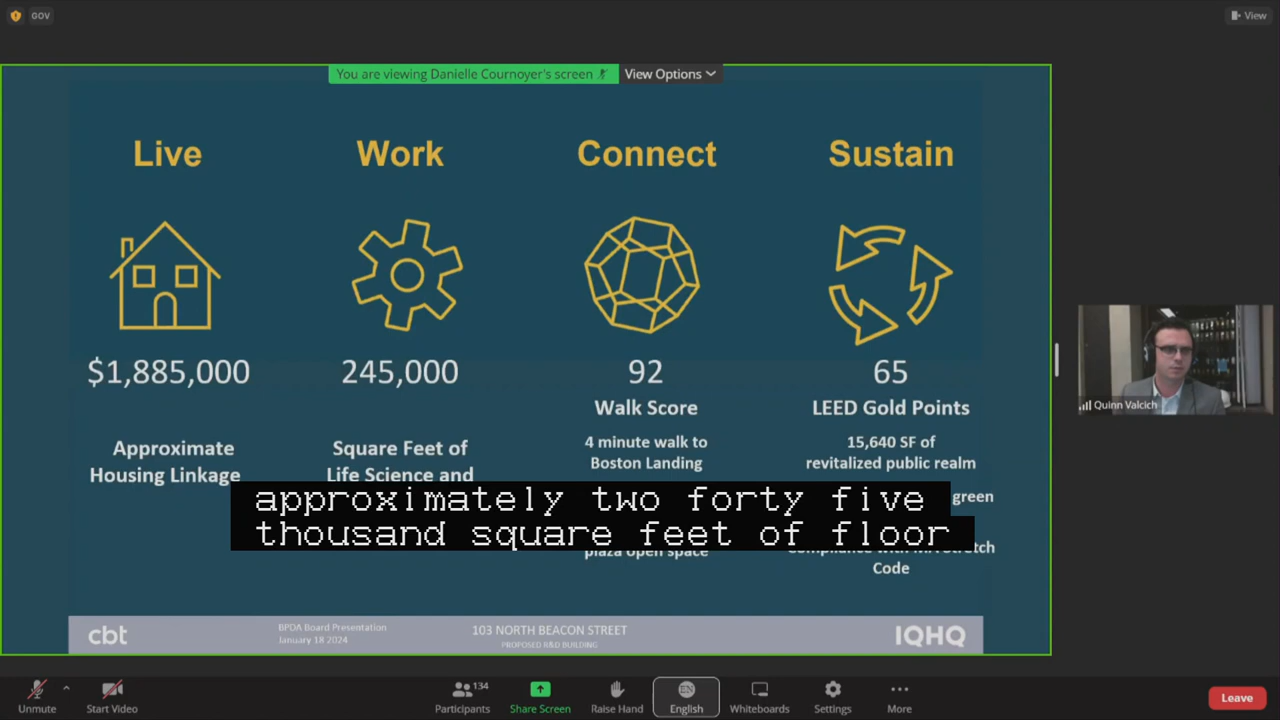 GOV
View
You are viewing Danielle Cournoyer's screen
View Options
Live
Work
Connect
Sustain
$1,885,000
245,000
92
65
Walk Score
LEED Gold Points
Approximate
Housing Linkage
Square Feet of
Life Science and
4 minute walk to
Boston Landing
15,640 SF of
revitalized public realm
green
plaza open space
Stretch
Code
approximately two forty five
thousand square feet of floor
Quinn Valcich
cbt
BPDA Board Presentation
January 18 2024
103 NORTH BEACON STREET
PROPOSED R&D BUILDING
IQHQ
Unmute
Start Video
134
Participants
Share Screen
Raise Hand
EN
English
Whiteboards
Settings
More
Leave